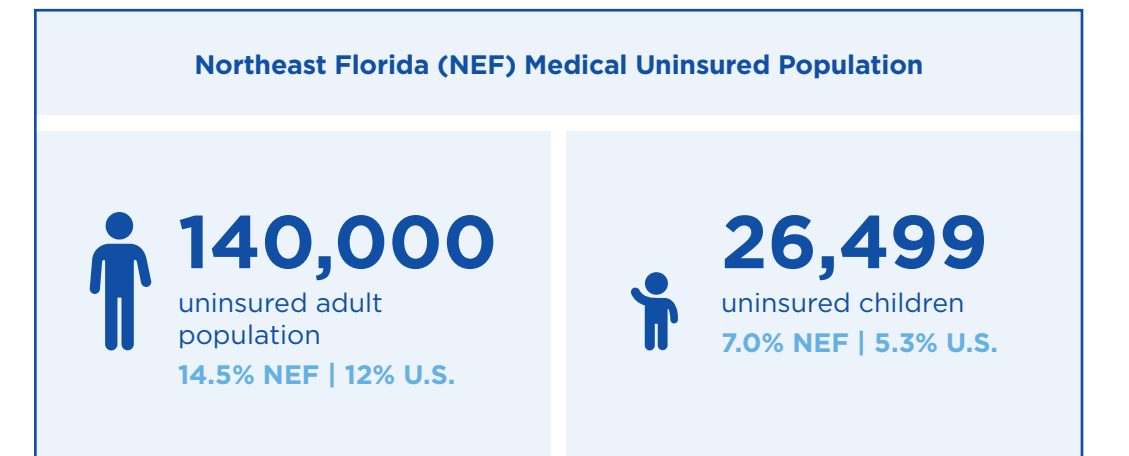 Northeast Florida (NEF) Medical Uninsured Population
140,000
uninsured adult
population
14.5% NEF | 12% U.S.
26,499
uninsured children
7.0% NEF | 5.3% U.S.